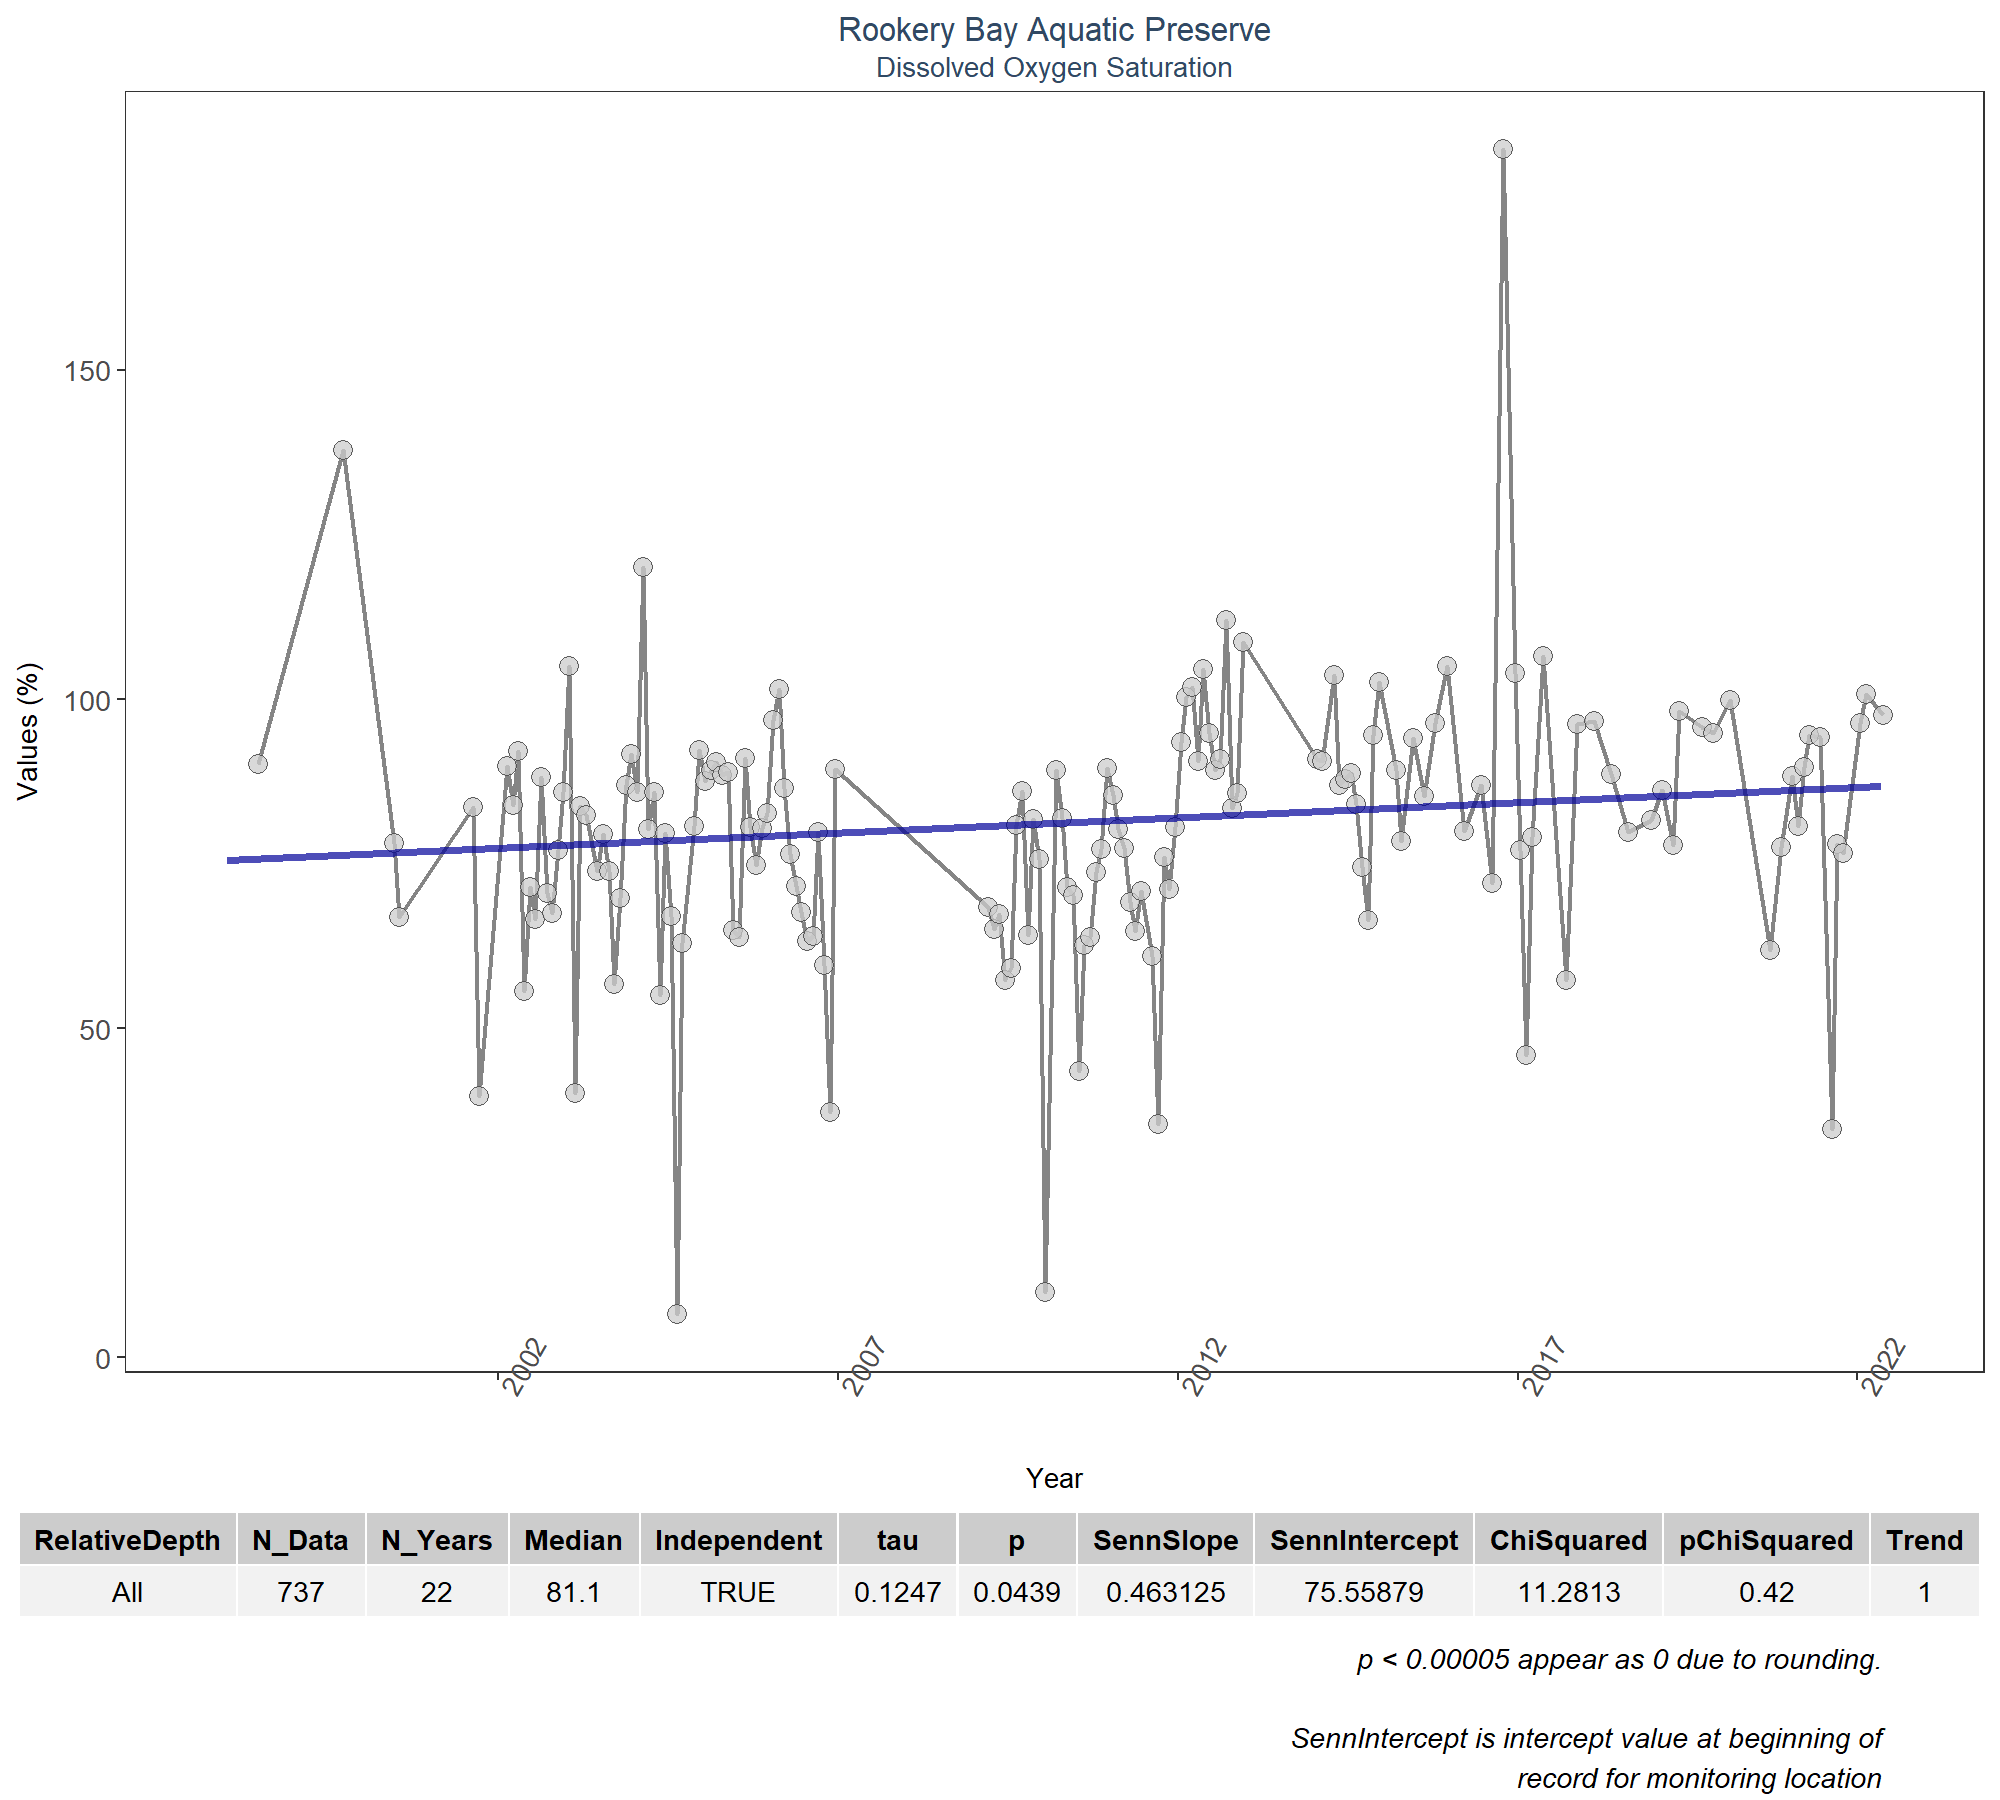 Rookery Bay Aquatic Preserve
Dissolved Oxygen Saturation
Values (%)
150
100
50
0
2002
2007
2012
2017
2022
Year
RelativeDepth N_Data N_Years Median Independent tau p SennSlope SennIntercept ChiSquared pChiSquared Trend
All 737 22 81.1 TRUE 0.1247 0.0439 0.463125 75.55879 11.2813 0.42 1
p < 0.00005 appear as 0 due to rounding.
SennIntercept is intercept value at beginning of
record for monitoring location